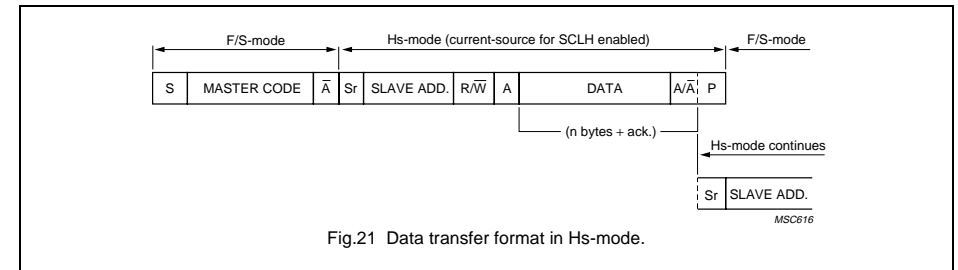 F/S-mode Hs-mode (current-source for SCLH enabled) F/S-mode
S MASTER CODE A̅ Sr SLAVE ADD. R/W̅ A DATA A/A̅ P
(n bytes + ack.)
Hs-mode continues
Sr SLAVE ADD.
MSC616
Fig.21 Data transfer format in Hs-mode.